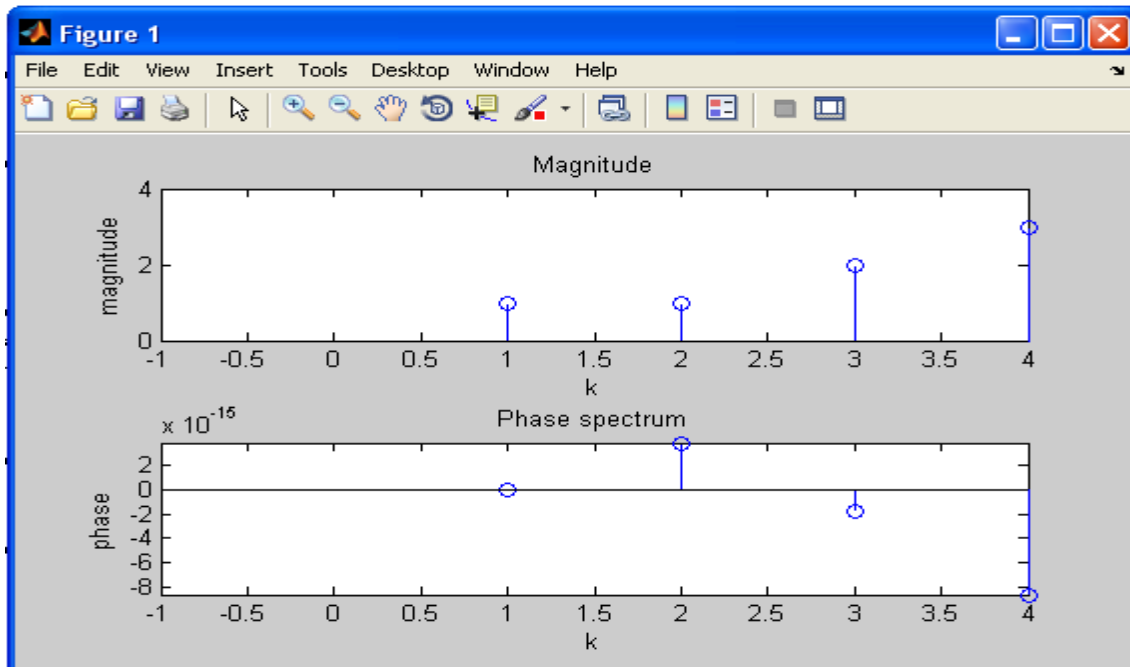 Figure 1
File Edit View Insert Tools Desktop Window Help
Magnitude
magnitude
4
2
0
-1 -0.5 0 0.5 1 1.5 2 2.5 3 3.5 4
k
x 10^-15
Phase spectrum
phase
2
0
-2
-4
-6
-8
-1 -0.5 0 0.5 1 1.5 2 2.5 3 3.5 4
k